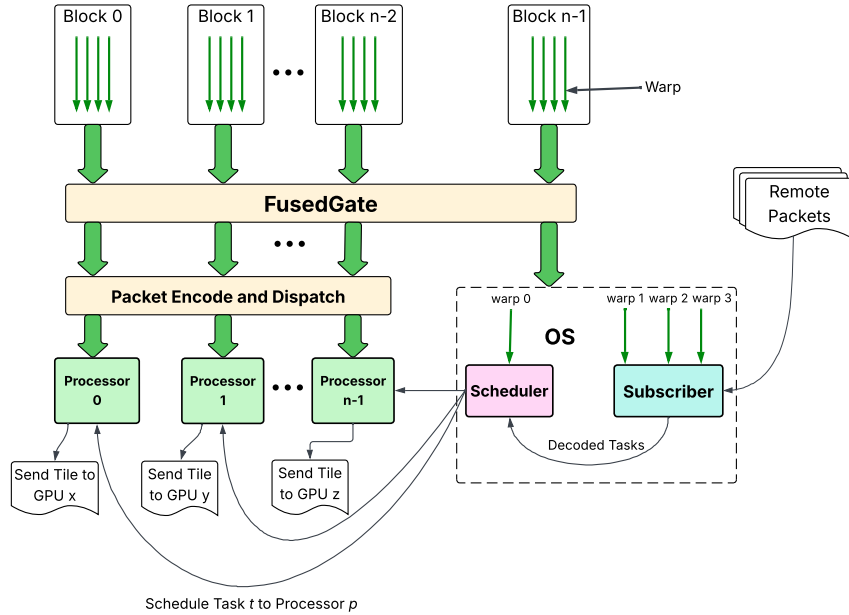 Block 0
Block 1
Block n-2
Block n-1
Warp
FusedGate
Remote
Packets
Packet Encode and Dispatch
warp 0
warp 1
warp 2
warp 3
OS
Processor
0
Processor
1
Processor
n-1
Scheduler
Subscriber
Decoded Tasks
Send Tile to
GPU x
Send Tile
to GPU y
Send Tile
to GPU z
Schedule Task t to Processor p